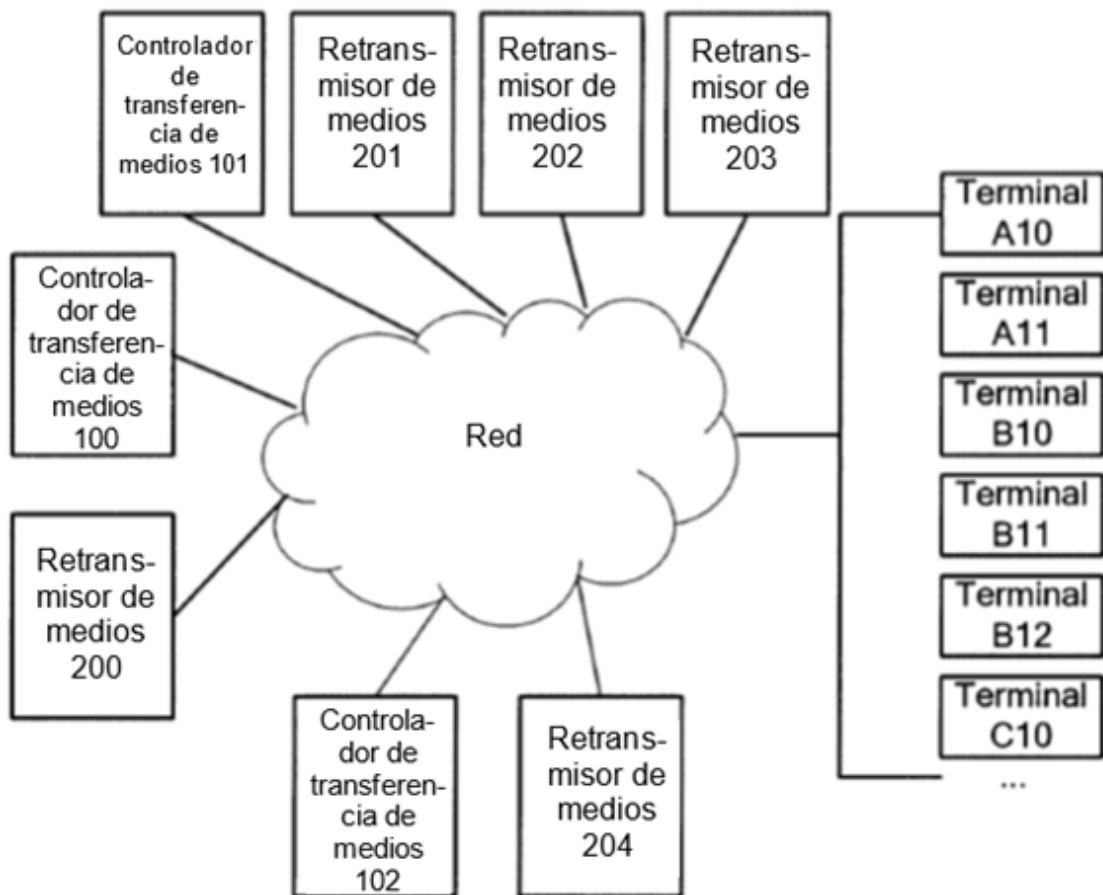 Controlador
de
transferen-
cia de
medios 101
Retrans-
misor de
medios
201
Retrans-
misor de
medios
202
Retrans-
misor de
medios
203
Terminal
A10
Terminal
A11
Terminal
B10
Terminal
B11
Terminal
B12
Terminal
C10
...
Controla-
dor de
transferen-
cia de
medios
100
Red
Retrans-
misor de
medios
200
Controla-
dor de
transferen-
cia de
medios
102
Retrans-
misor de
medios
204